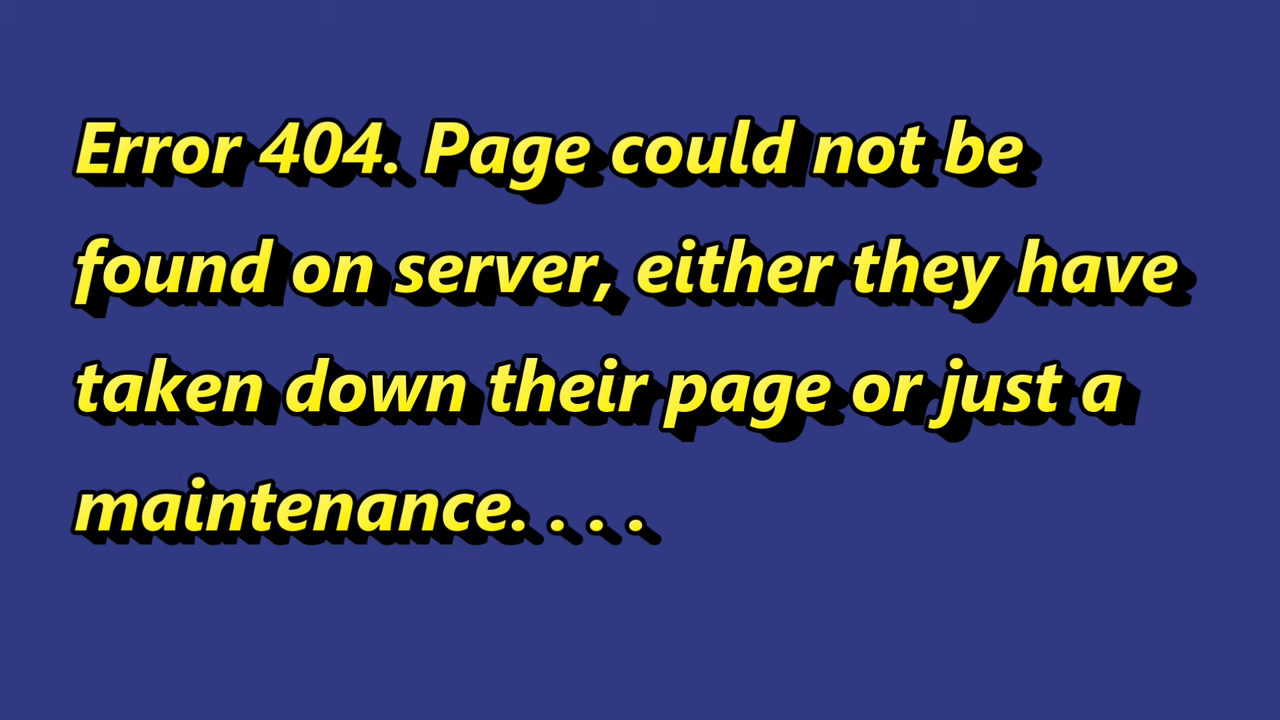 Error 404. Page could not be
found on server, either they have
taken down their page or just a
maintenance. . . .